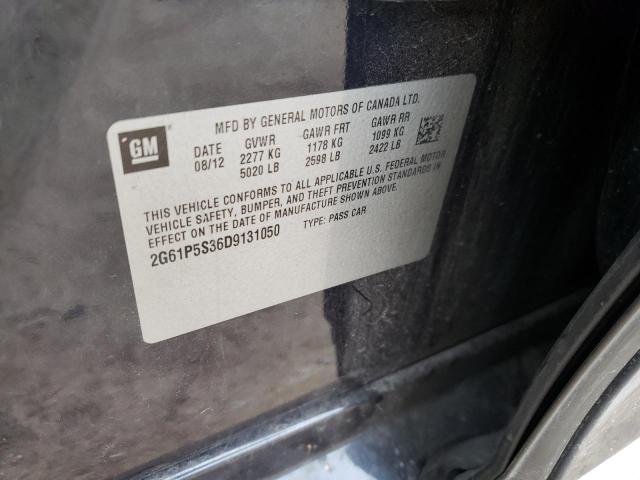 MFD BY GENERAL MOTORS OF CANADA LTD.
GM
DATE GVWR GAWR FRT GAWR RR
08/12 2277 KG 1178 KG 1099 KG
5020 LB 2598 LB 2422 LB
THIS VEHICLE CONFORMS TO ALL APPLICABLE U.S. FEDERAL MOTOR
VEHICLE SAFETY, BUMPER, AND THEFT PREVENTION STANDARDS IN
EFFECT ON THE DATE OF MANUFACTURE SHOWN ABOVE.
2G61P5S36D9131050 TYPE: PASS CAR